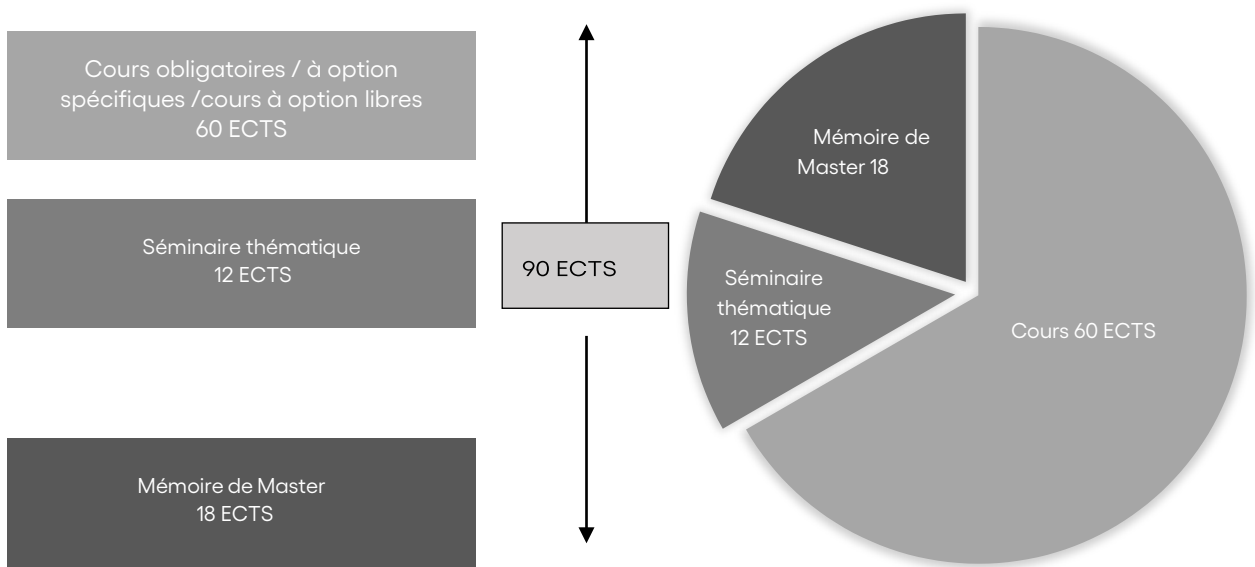 Cours obligatoires / à option
spécifiques /cours à option libres
60 ECTS
Séminaire thématique
12 ECTS
Mémoire de Master
18 ECTS
90 ECTS
Mémoire de
Master 18
Séminaire
thématique
12 ECTS
Cours 60 ECTS